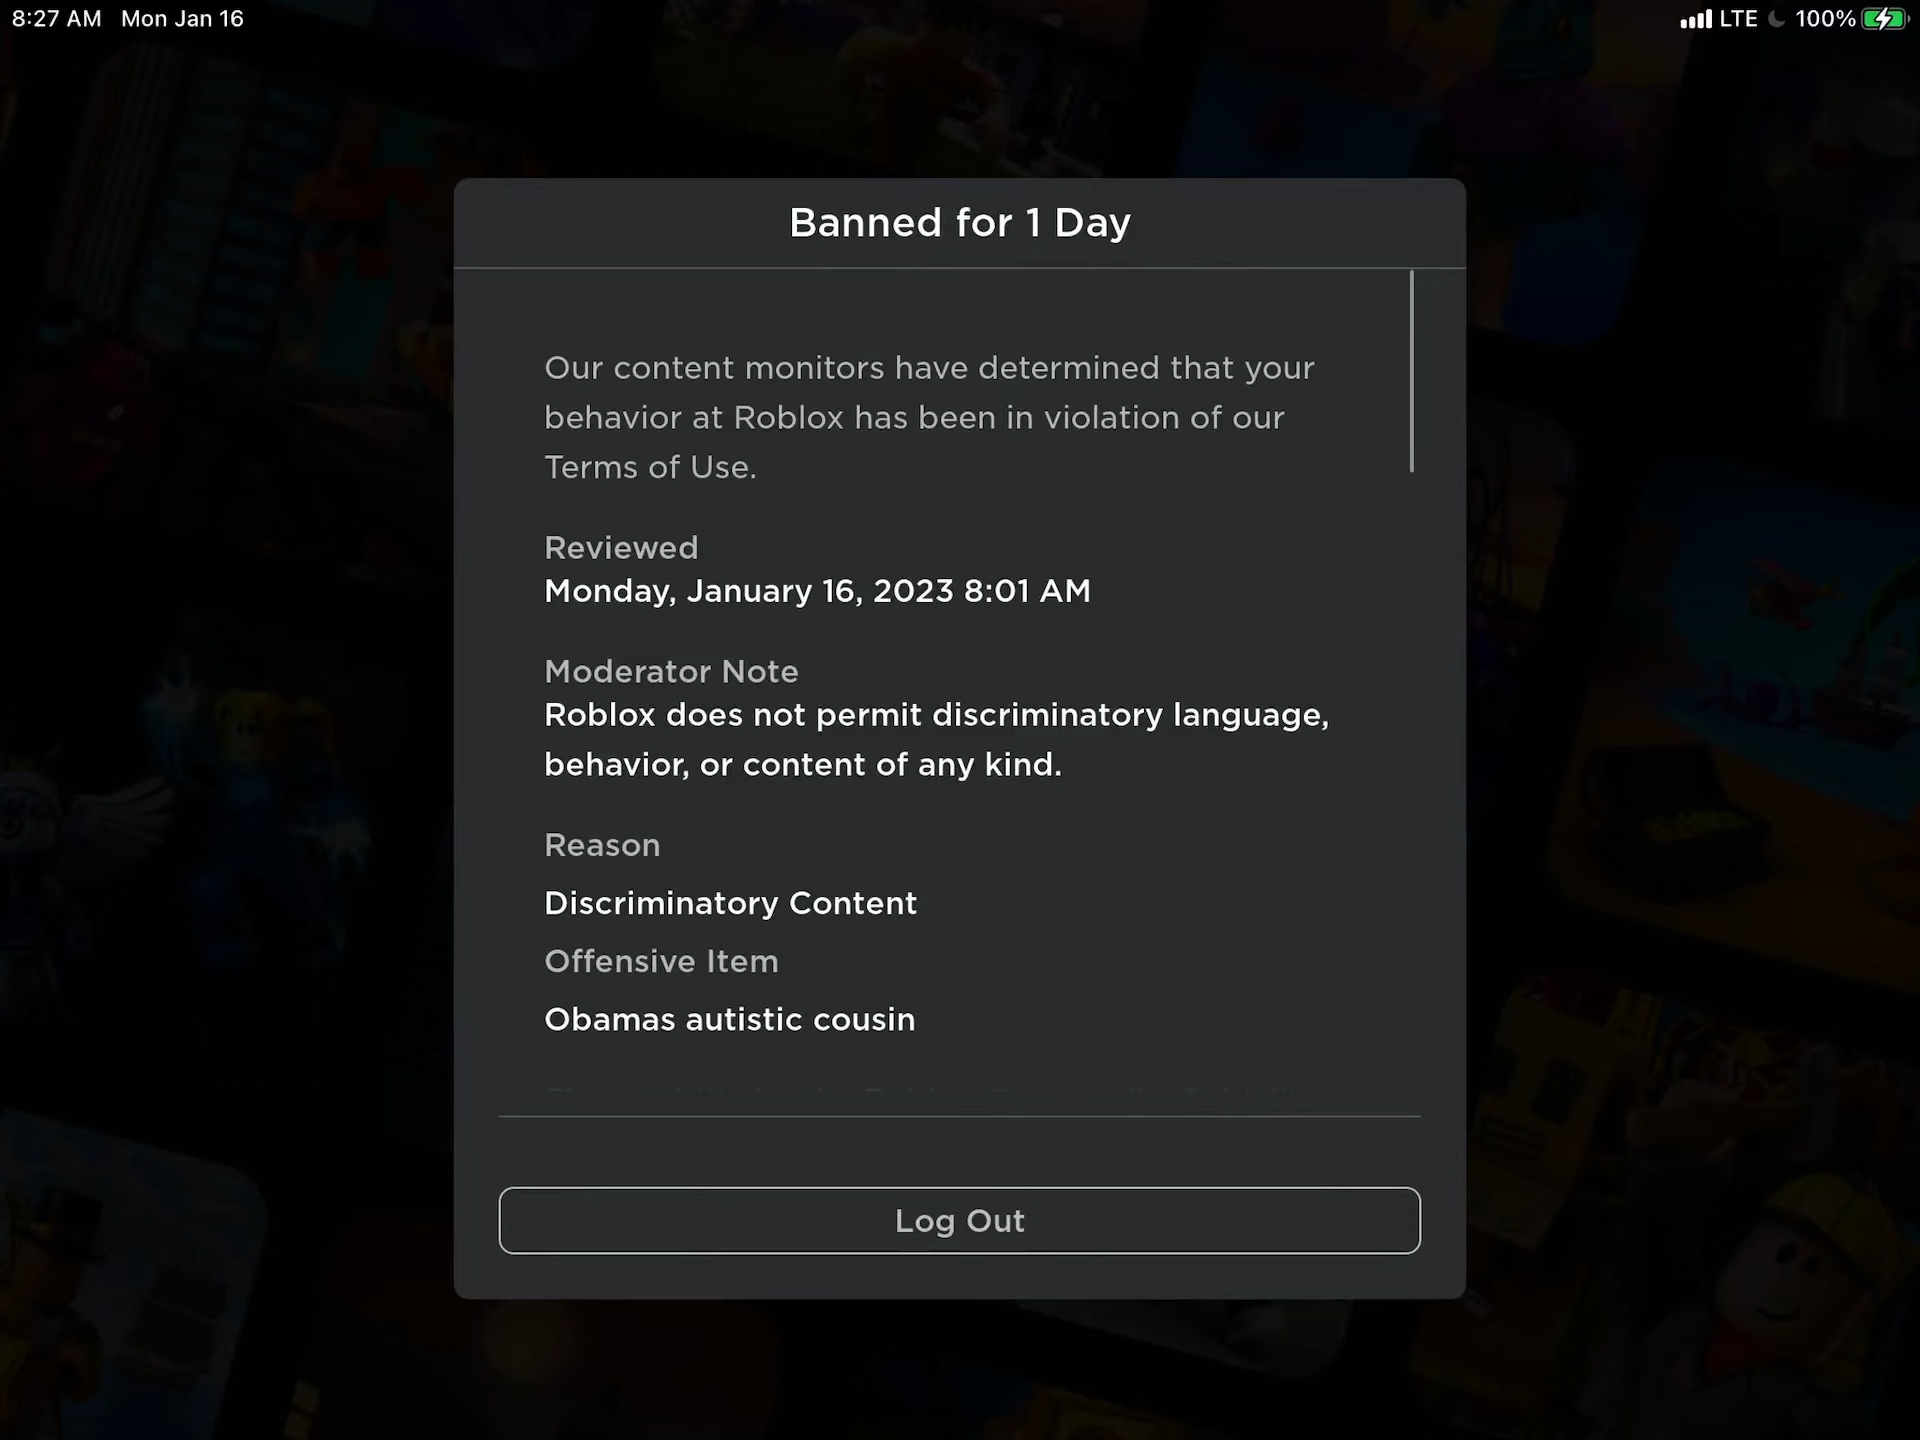 8:27 AM Mon Jan 16
LTE 100%
Banned for 1 Day
Our content monitors have determined that your
behavior at Roblox has been in violation of our
Terms of Use.
Reviewed
Monday, January 16, 2023 8:01 AM
Moderator Note
Roblox does not permit discriminatory language,
behavior, or content of any kind.
Reason
Discriminatory Content
Offensive Item
Obamas autistic cousin
Log Out